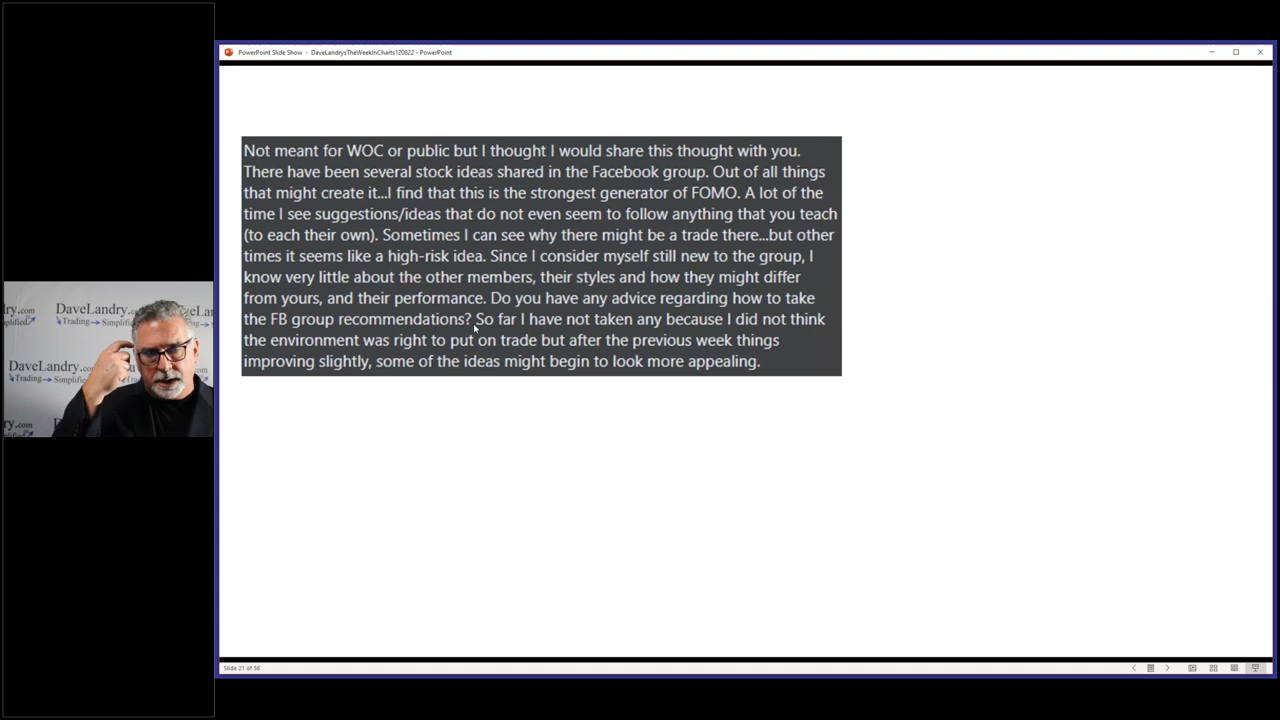 PowerPoint Slide Show - DaveLandrysTheWeekInCharts120822 - PowerPoint
Not meant for WOC or public but I thought I would share this thought with you.
There have been several stock ideas shared in the Facebook group. Out of all things
that might create it...I find that this is the strongest generator of FOMO. A lot of the
time I see suggestions/ideas that do not even seem to follow anything that you teach
(to each their own). Sometimes I can see why there might be a trade there...but other
times it seems like a high-risk idea. Since I consider myself still new to the group, I
know very little about the other members, their styles and how they might differ
from yours, and their performance. Do you have any advice regarding how to take
the FB group recommendations? So far I have not taken any because I did not think
the environment was right to put on trade but after the previous week things
improving slightly, some of the ideas might begin to look more appealing.
DaveLandry.com
Trading Simplified
DaveLandry.
Trading
Slide 21 of 56